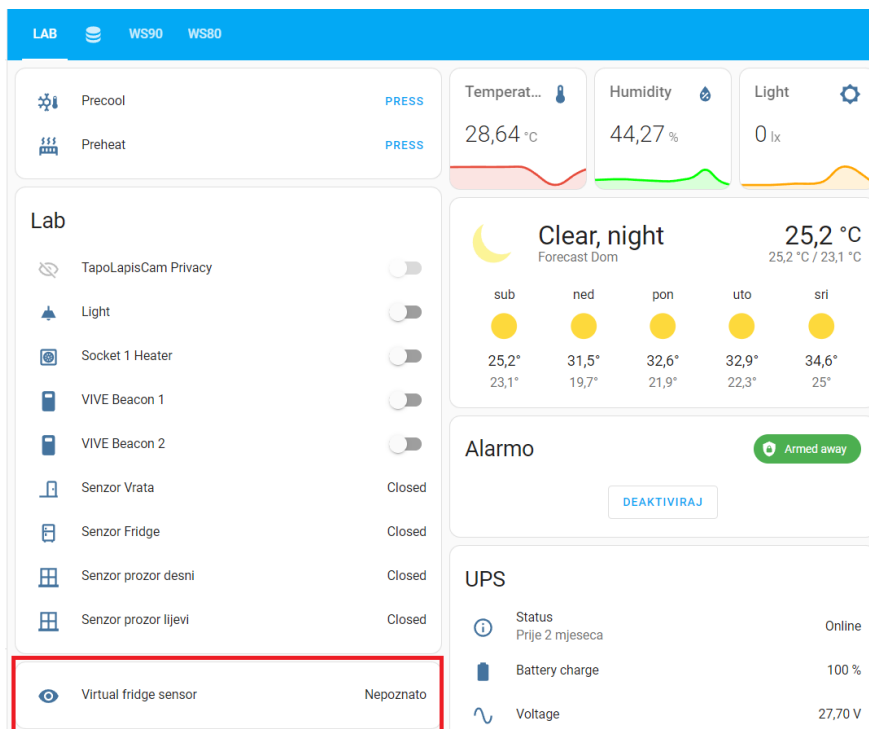 LAB WS90 WS80
Precool PRESS
Preheat PRESS
Lab
TapoLapisCam Privacy
Light
Socket 1 Heater
VIVE Beacon 1
VIVE Beacon 2
Senzor Vrata Closed
Senzor Fridge Closed
Senzor prozor desni Closed
Senzor prozor lijevi Closed
Virtual fridge sensor Nepoznato
Temperat... Humidity Light
28,64 °C 44,27 % 0 lx
Clear, night 25,2 °C
Forecast Dom 25,2 °C / 23,1 °C
sub ned pon uto sri
25,2° 31,5° 32,6° 32,9° 34,6°
23,1° 19,7° 21,9° 22,3° 25°
Alarmo Armed away
DEAKTIVIRAJ
UPS
Status Online
Prije 2 mjeseca
Battery charge 100 %
Voltage 27,70 V